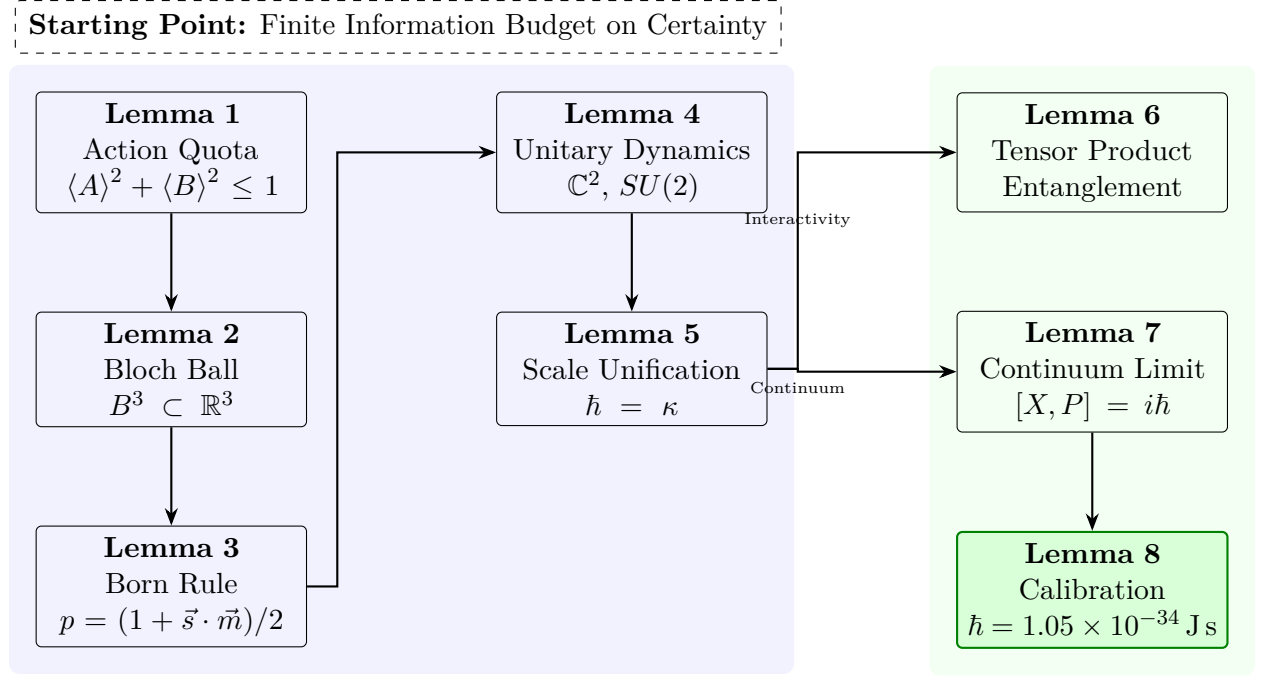 Starting Point: Finite Information Budget on Certainty
Lemma 1
Action Quota
⟨A⟩² + ⟨B⟩² ≤ 1
Lemma 2
Bloch Ball
B³ ⊂ ℝ³
Lemma 3
Born Rule
p = (1 + s⃗ · m⃗)/2
Lemma 4
Unitary Dynamics
ℂ², SU(2)
Interactivity
Lemma 5
Scale Unification
ħ = κ
Continuum
Lemma 6
Tensor Product
Entanglement
Lemma 7
Continuum Limit
[X, P] = iħ
Lemma 8
Calibration
ħ = 1.05 × 10⁻³⁴ J s